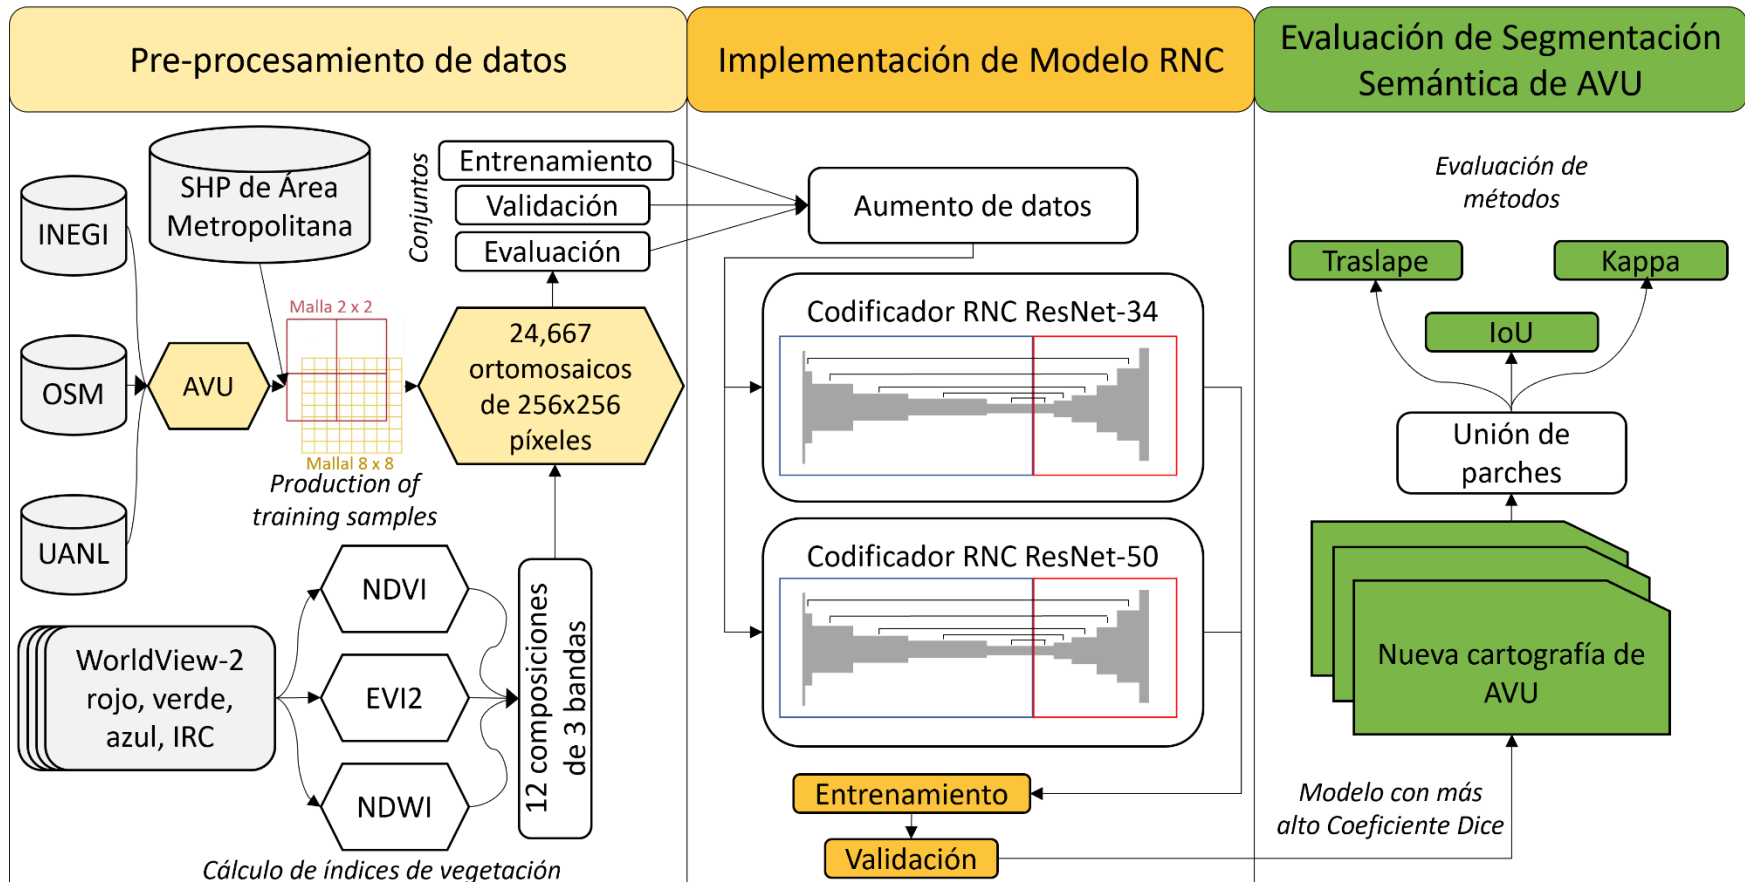 Pre-procesamiento de datos
INEGI
OSM
UANL
SHP de Área
Metropolitana
AVU
Malla 2 x 2
Mallal 8 x 8
Production of
training samples
Conjuntos
Entrenamiento
Validación
Evaluación
24,667
ortomosaicos
de 256x256
píxeles
WorldView-2
rojo, verde,
azul, IRC
NDVI
EVI2
NDWI
12 composiciones
de 3 bandas
Cálculo de índices de vegetación
Implementación de Modelo RNC
Aumento de datos
Codificador RNC ResNet-34
Codificador RNC ResNet-50
Entrenamiento
Validación
Evaluación de Segmentación
Semántica de AVU
Evaluación de
métodos
Traslape
Kappa
IoU
Unión de
parches
Nueva cartografía de
AVU
Modelo con más
alto Coeficiente Dice